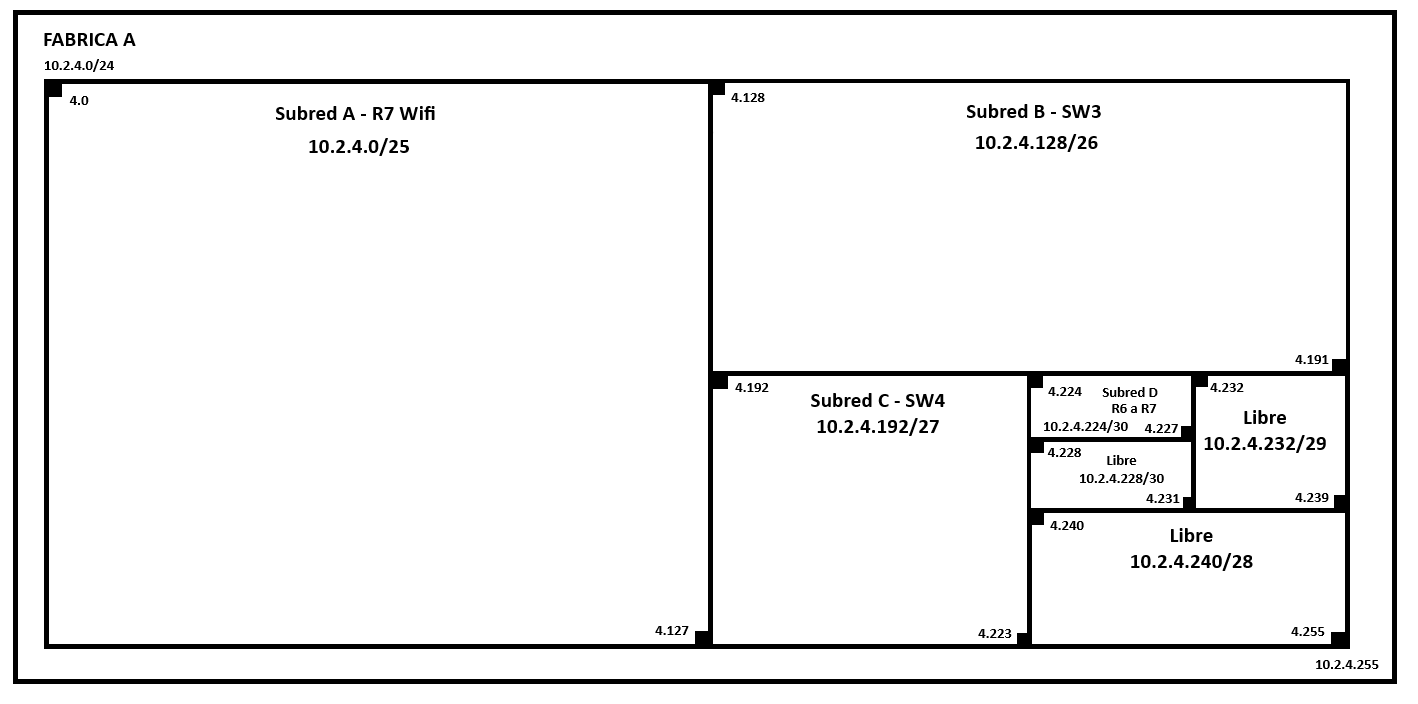 FABRICA A
10.2.4.0/24
4.0
Subred A - R7 Wifi
10.2.4.0/25
4.127
4.128
Subred B - SW3
10.2.4.128/26
4.191
4.192
Subred C - SW4
10.2.4.192/27
4.223
4.224
Subred D
R6 a R7
10.2.4.224/30
4.227
4.228
Libre
10.2.4.228/30
4.231
4.232
Libre
10.2.4.232/29
4.239
4.240
Libre
10.2.4.240/28
4.255
10.2.4.255